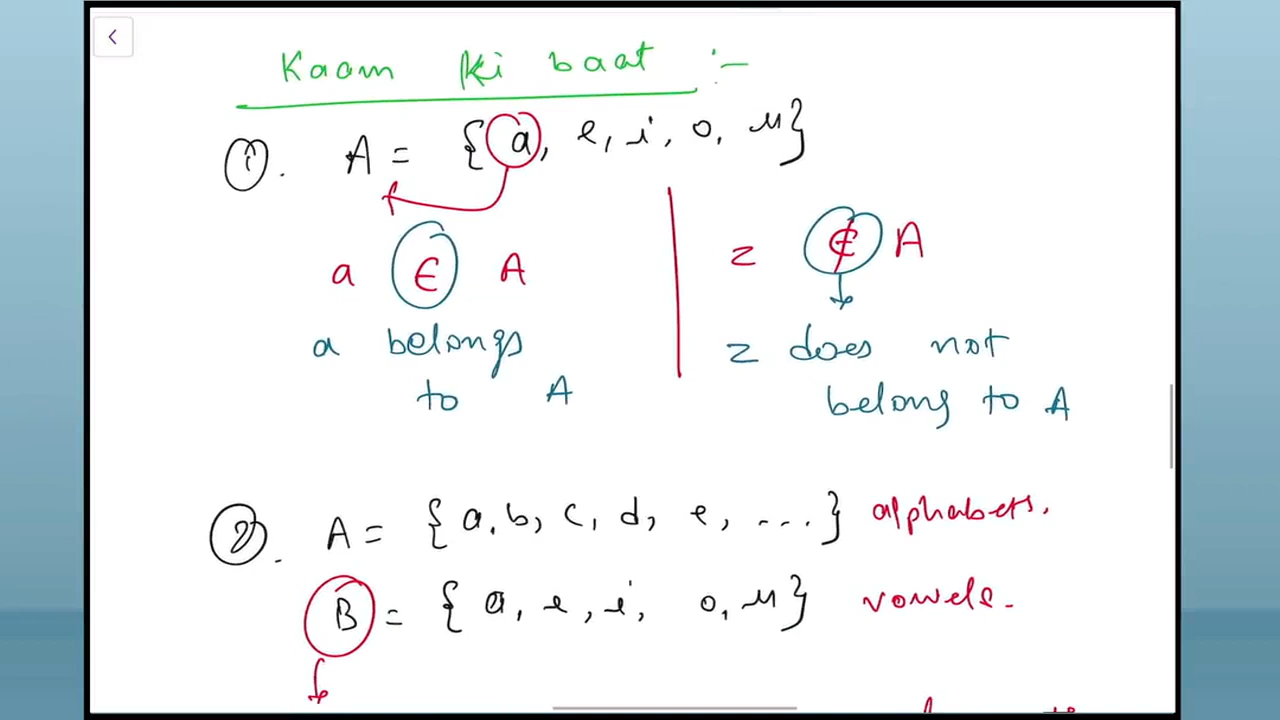 Kaam Ki baat :-
①. A = {a, e, i, o, u}
a ∈ A
z ∉ A
a belongs to A
z does not belong to A
②. A = {a, b, c, d, e, ...} alphabets.
B = {a, e, i, o, u} vowels.